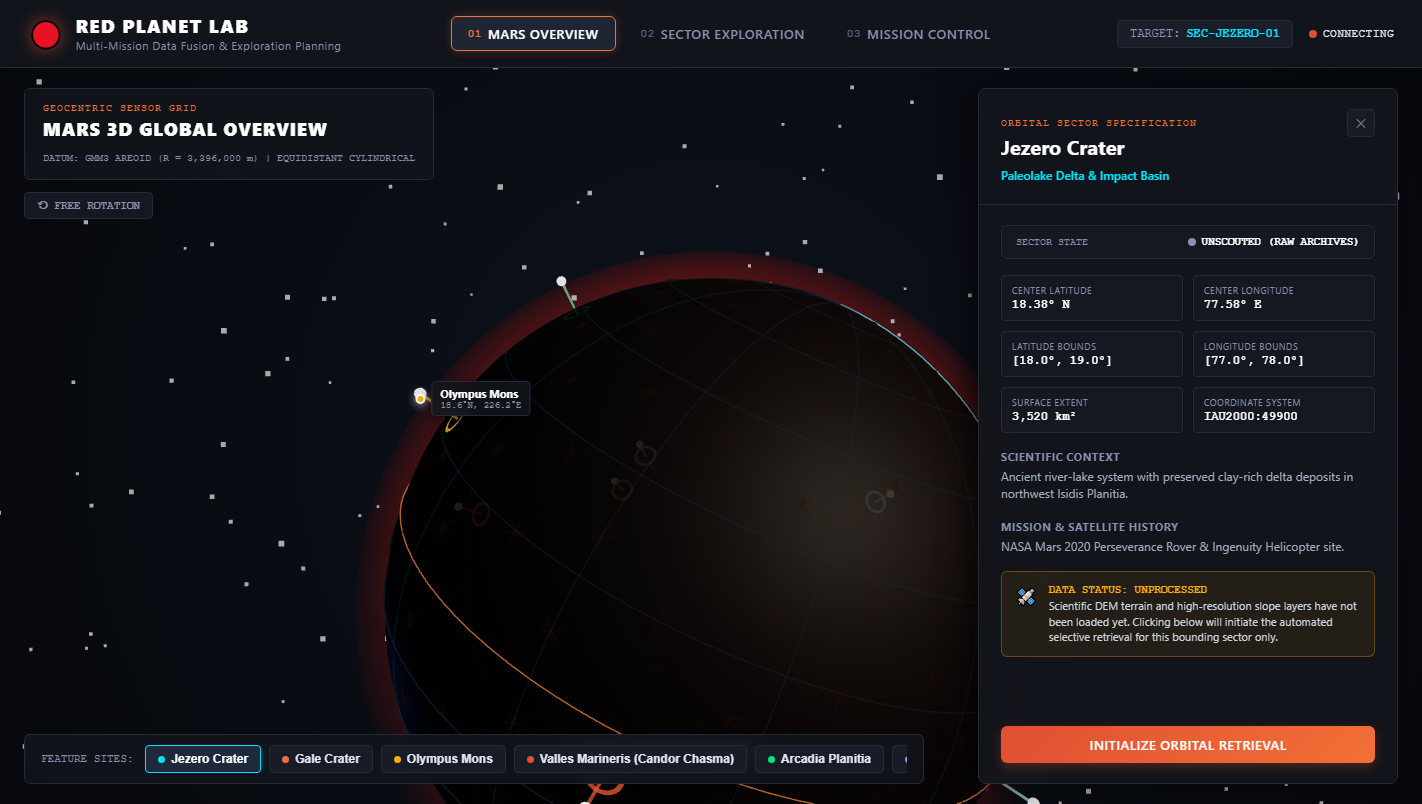 RED PLANET LAB
Multi-Mission Data Fusion & Exploration Planning
01 MARS OVERVIEW
02 SECTOR EXPLORATION
03 MISSION CONTROL
TARGET: SEC-JEZERO-01
CONNECTING
GEOCENTRIC SENSOR GRID
MARS 3D GLOBAL OVERVIEW
DATUM: GMM3 AREOID (R = 3,396,000 m) | EQUIDISTANT CYLINDRICAL
FREE ROTATION
Olympus Mons
18.6°N, 226.2°E
ORBITAL SECTOR SPECIFICATION
Jezero Crater
Paleolake Delta & Impact Basin
SECTOR STATE
UNSCOUTED (RAW ARCHIVES)
CENTER LATITUDE
18.38° N
CENTER LONGITUDE
77.58° E
LATITUDE BOUNDS
[18.0°, 19.0°]
LONGITUDE BOUNDS
[77.0°, 78.0°]
SURFACE EXTENT
3,520 km²
COORDINATE SYSTEM
IAU2000:49900
SCIENTIFIC CONTEXT
Ancient river-lake system with preserved clay-rich delta deposits in
northwest Isidis Planitia.
MISSION & SATELLITE HISTORY
NASA Mars 2020 Perseverance Rover & Ingenuity Helicopter site.
DATA STATUS: UNPROCESSED
Scientific DEM terrain and high-resolution slope layers have not
been loaded yet. Clicking below will initiate the automated
selective retrieval for this bounding sector only.
INITIALIZE ORBITAL RETRIEVAL
FEATURE SITES:
Jezero Crater
Gale Crater
Olympus Mons
Valles Marineris (Candor Chasma)
Arcadia Planitia